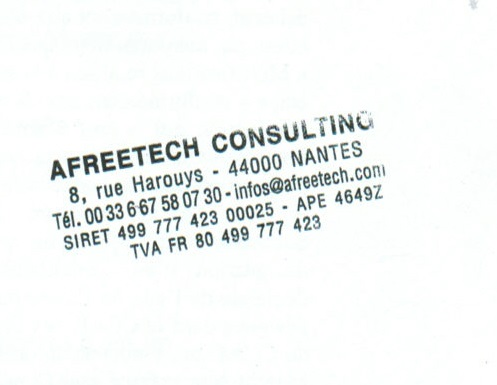 AFREETECH CONSULTING
8, rue Harouys - 44000 NANTES
Tél. 00 33 6 67 58 07 30 - infos@afreetech.com
SIRET 499 777 423 00025 - APE 4649Z
TVA FR 80 499 777 423